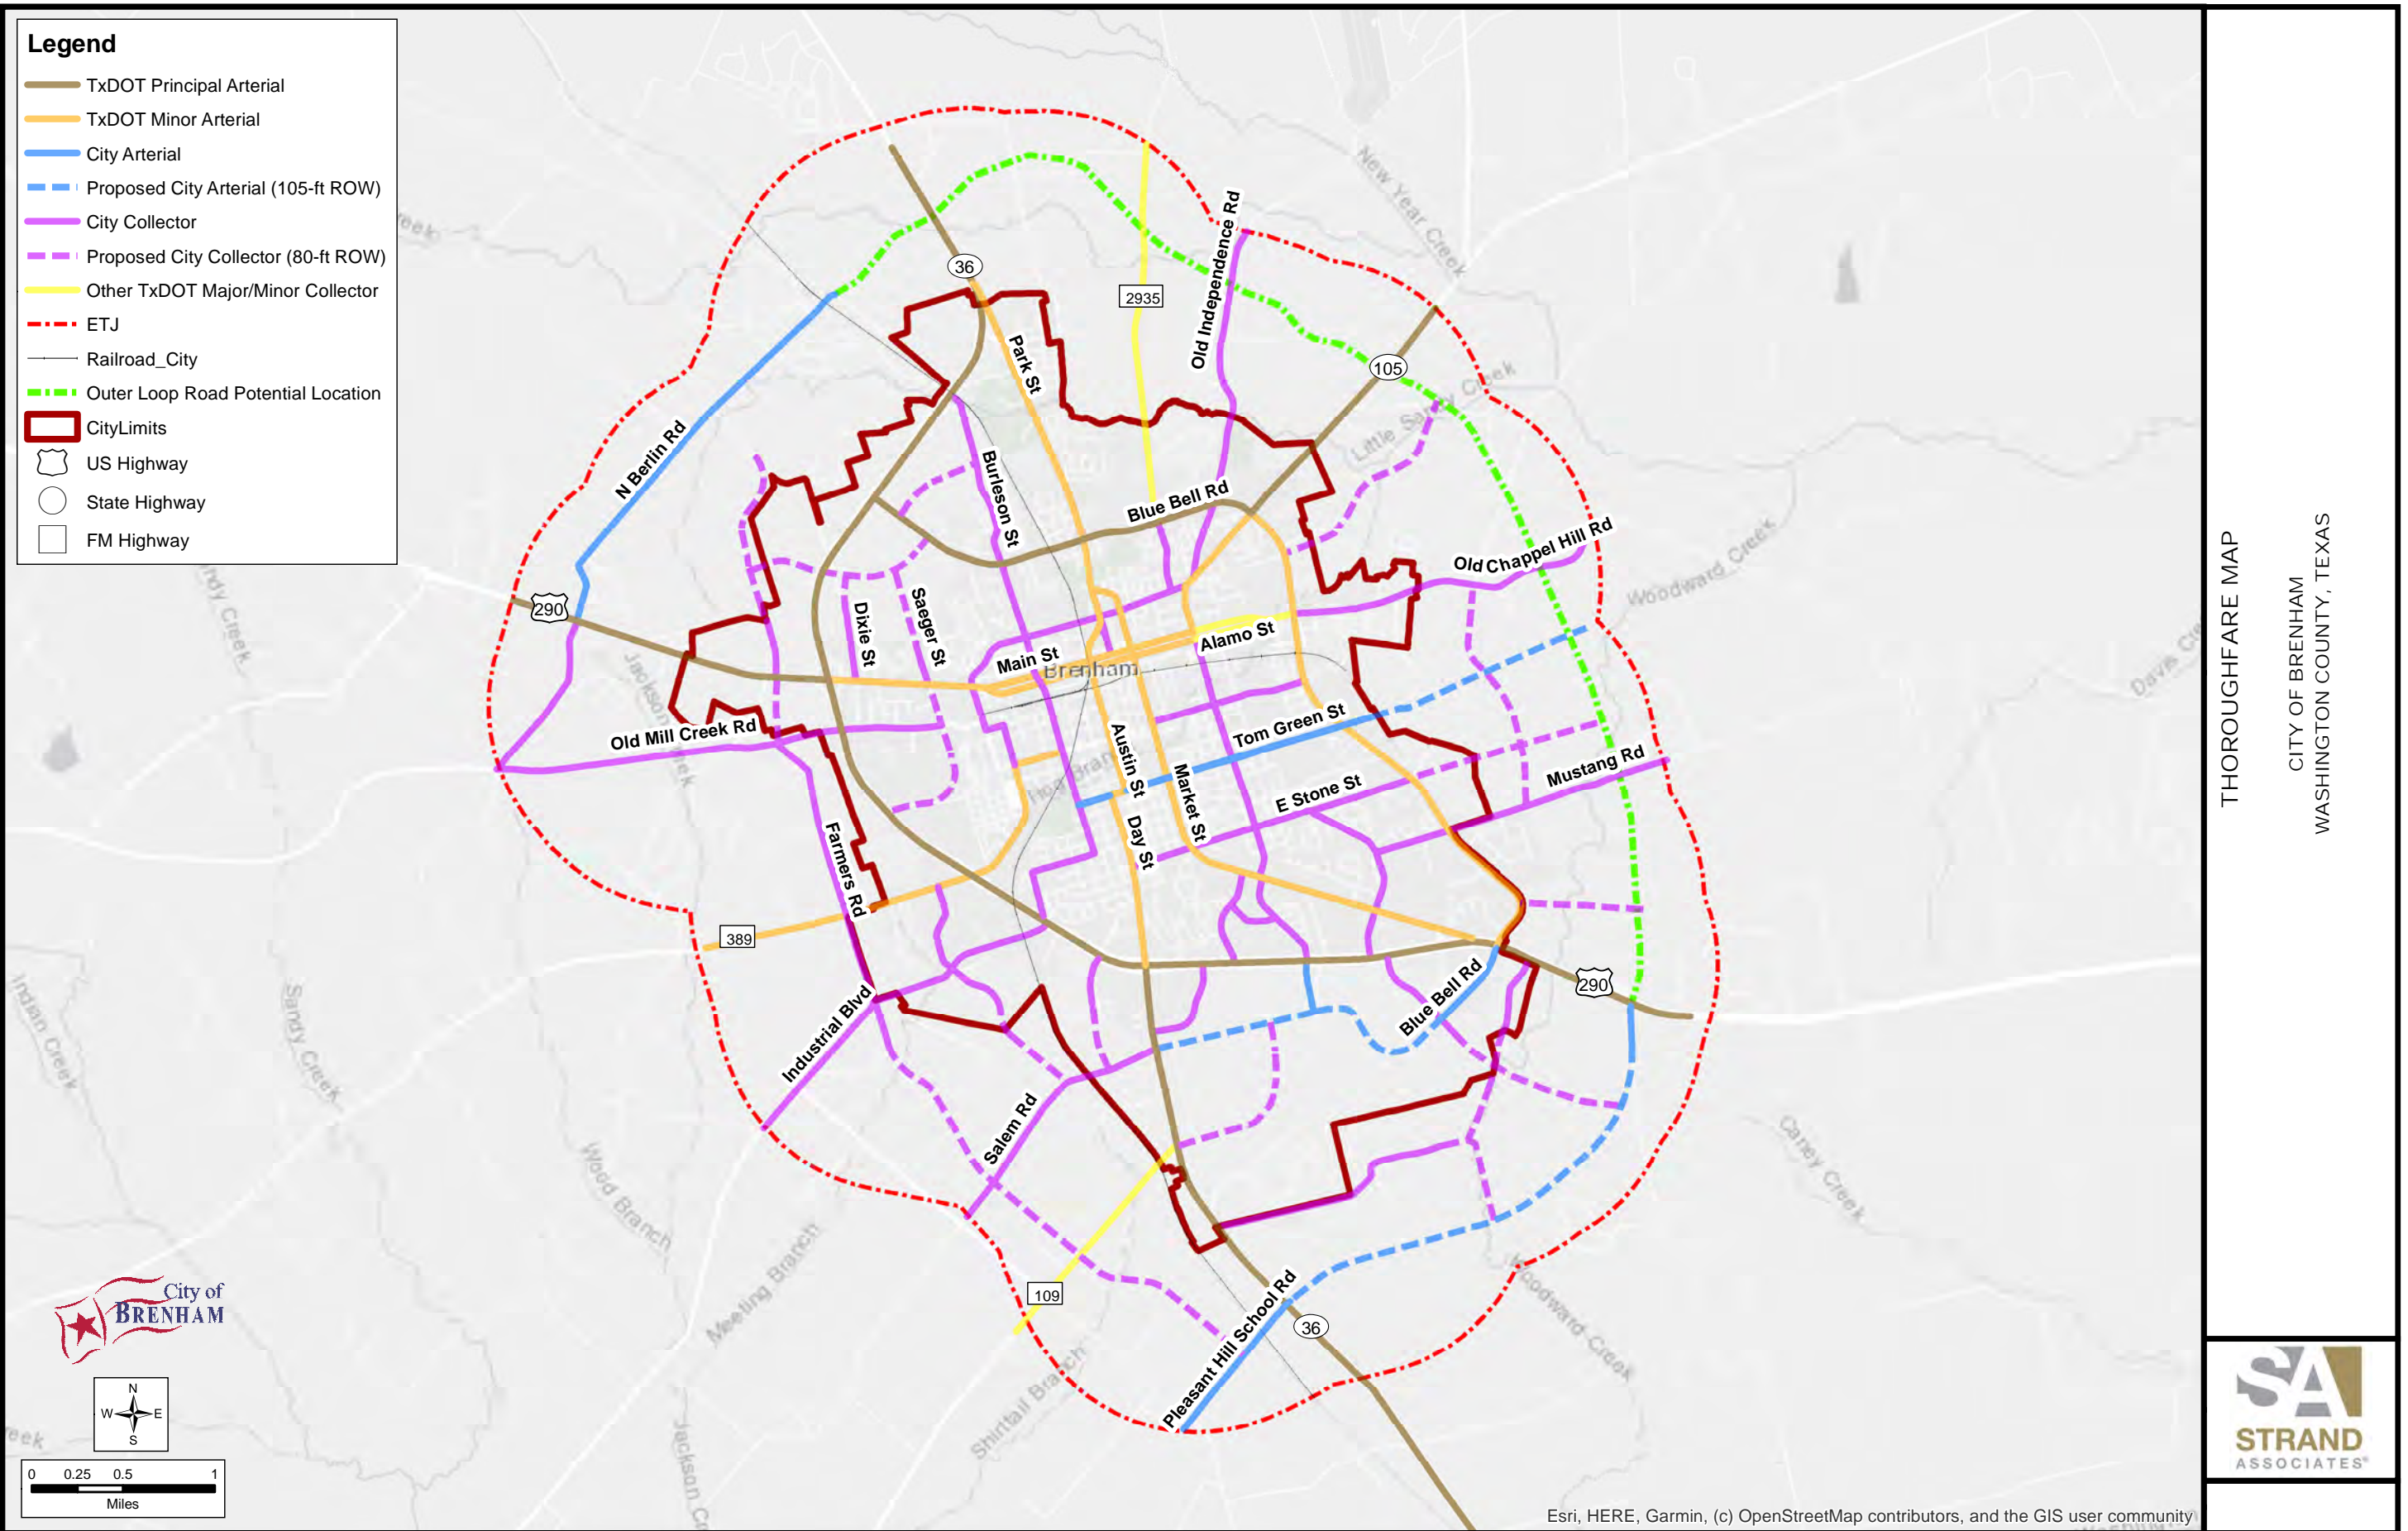 Legend
TxDOT Principal Arterial
TxDOT Minor Arterial
City Arterial
Proposed City Arterial (105-ft ROW)
City Collector
Proposed City Collector (80-ft ROW)
Other TxDOT Major/Minor Collector
ETJ
Railroad_City
Outer Loop Road Potential Location
CityLimits
US Highway
State Highway
FM Highway
New Year Creek
Old Independence Rd
36
2935
Park St
105
Little Sandy Creek
N Berlin Rd
Burleson St
Blue Bell Rd
Old Chappel Hill Rd
Woodward Creek
290
Dixie St
Saeger St
Main St
Alamo St
Brenham
Jackson Creek
Old Mill Creek Rd
Austin St
Tom Green St
Market St
E Stone St
Mustang Rd
Day St
Farmers Rd
389
Indian Creek
Sandy Creek
Industrial Blvd
Blue Bell Rd
290
Salem Rd
Wood Branch
Meeting Branch
Caney Creek
Woodward Creek
109
Pleasant Hill School Rd
36
Shirttail Branch
City of
BRENHAM
N
W E
S
0 0.25 0.5 1
Miles
Esri, HERE, Garmin, (c) OpenStreetMap contributors, and the GIS user community
THOROUGHFARE MAP
CITY OF BRENHAM
WASHINGTON COUNTY, TEXAS
SA
STRAND
ASSOCIATES®